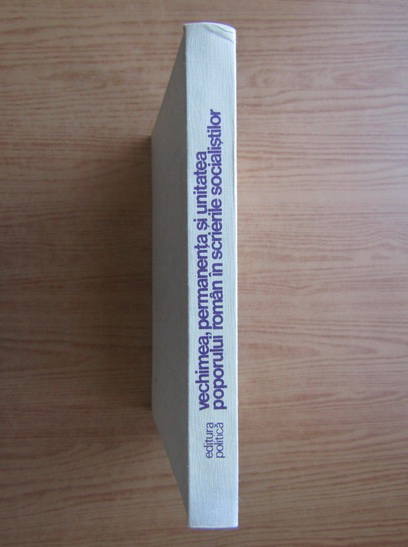 vechimea, permanența și unitatea
poporului român în scrierile socialiștilor
editura
politică